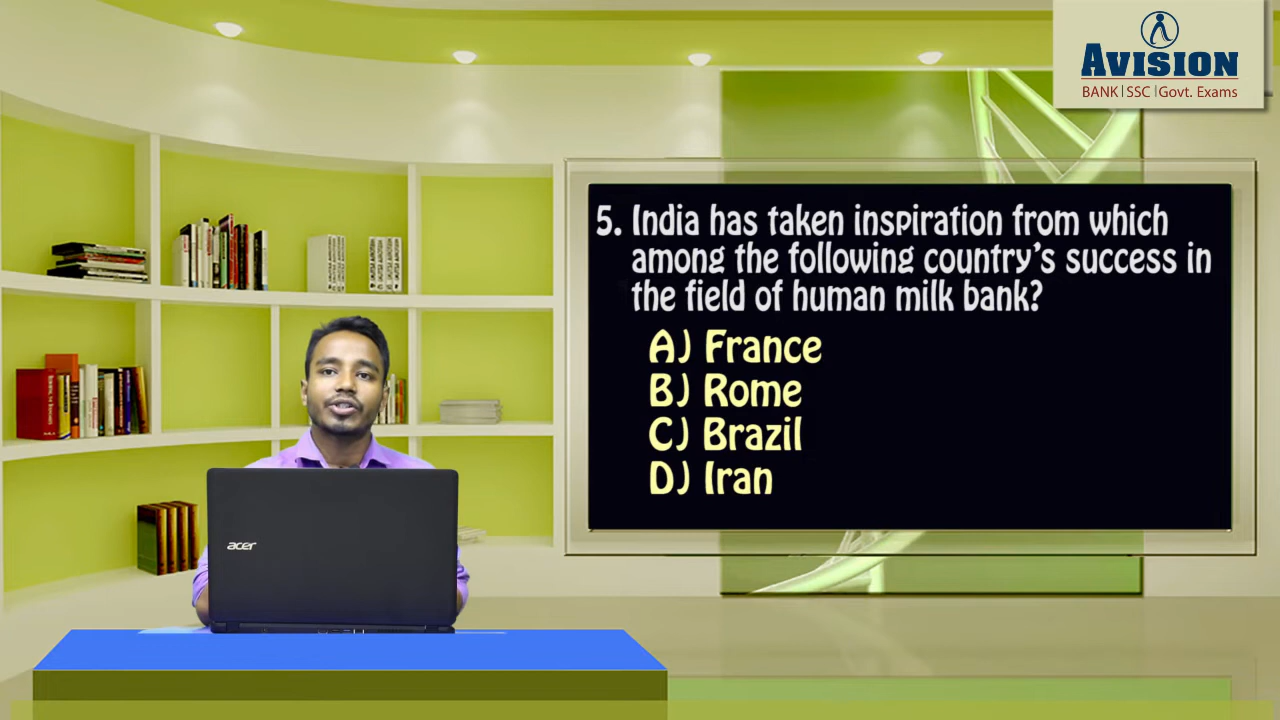 AVISION
BANK|SSC|Govt. Exams
5. India has taken inspiration from which
among the following country's success in
the field of human milk bank?
A) France
B) Rome
C) Brazil
D) Iran
acer